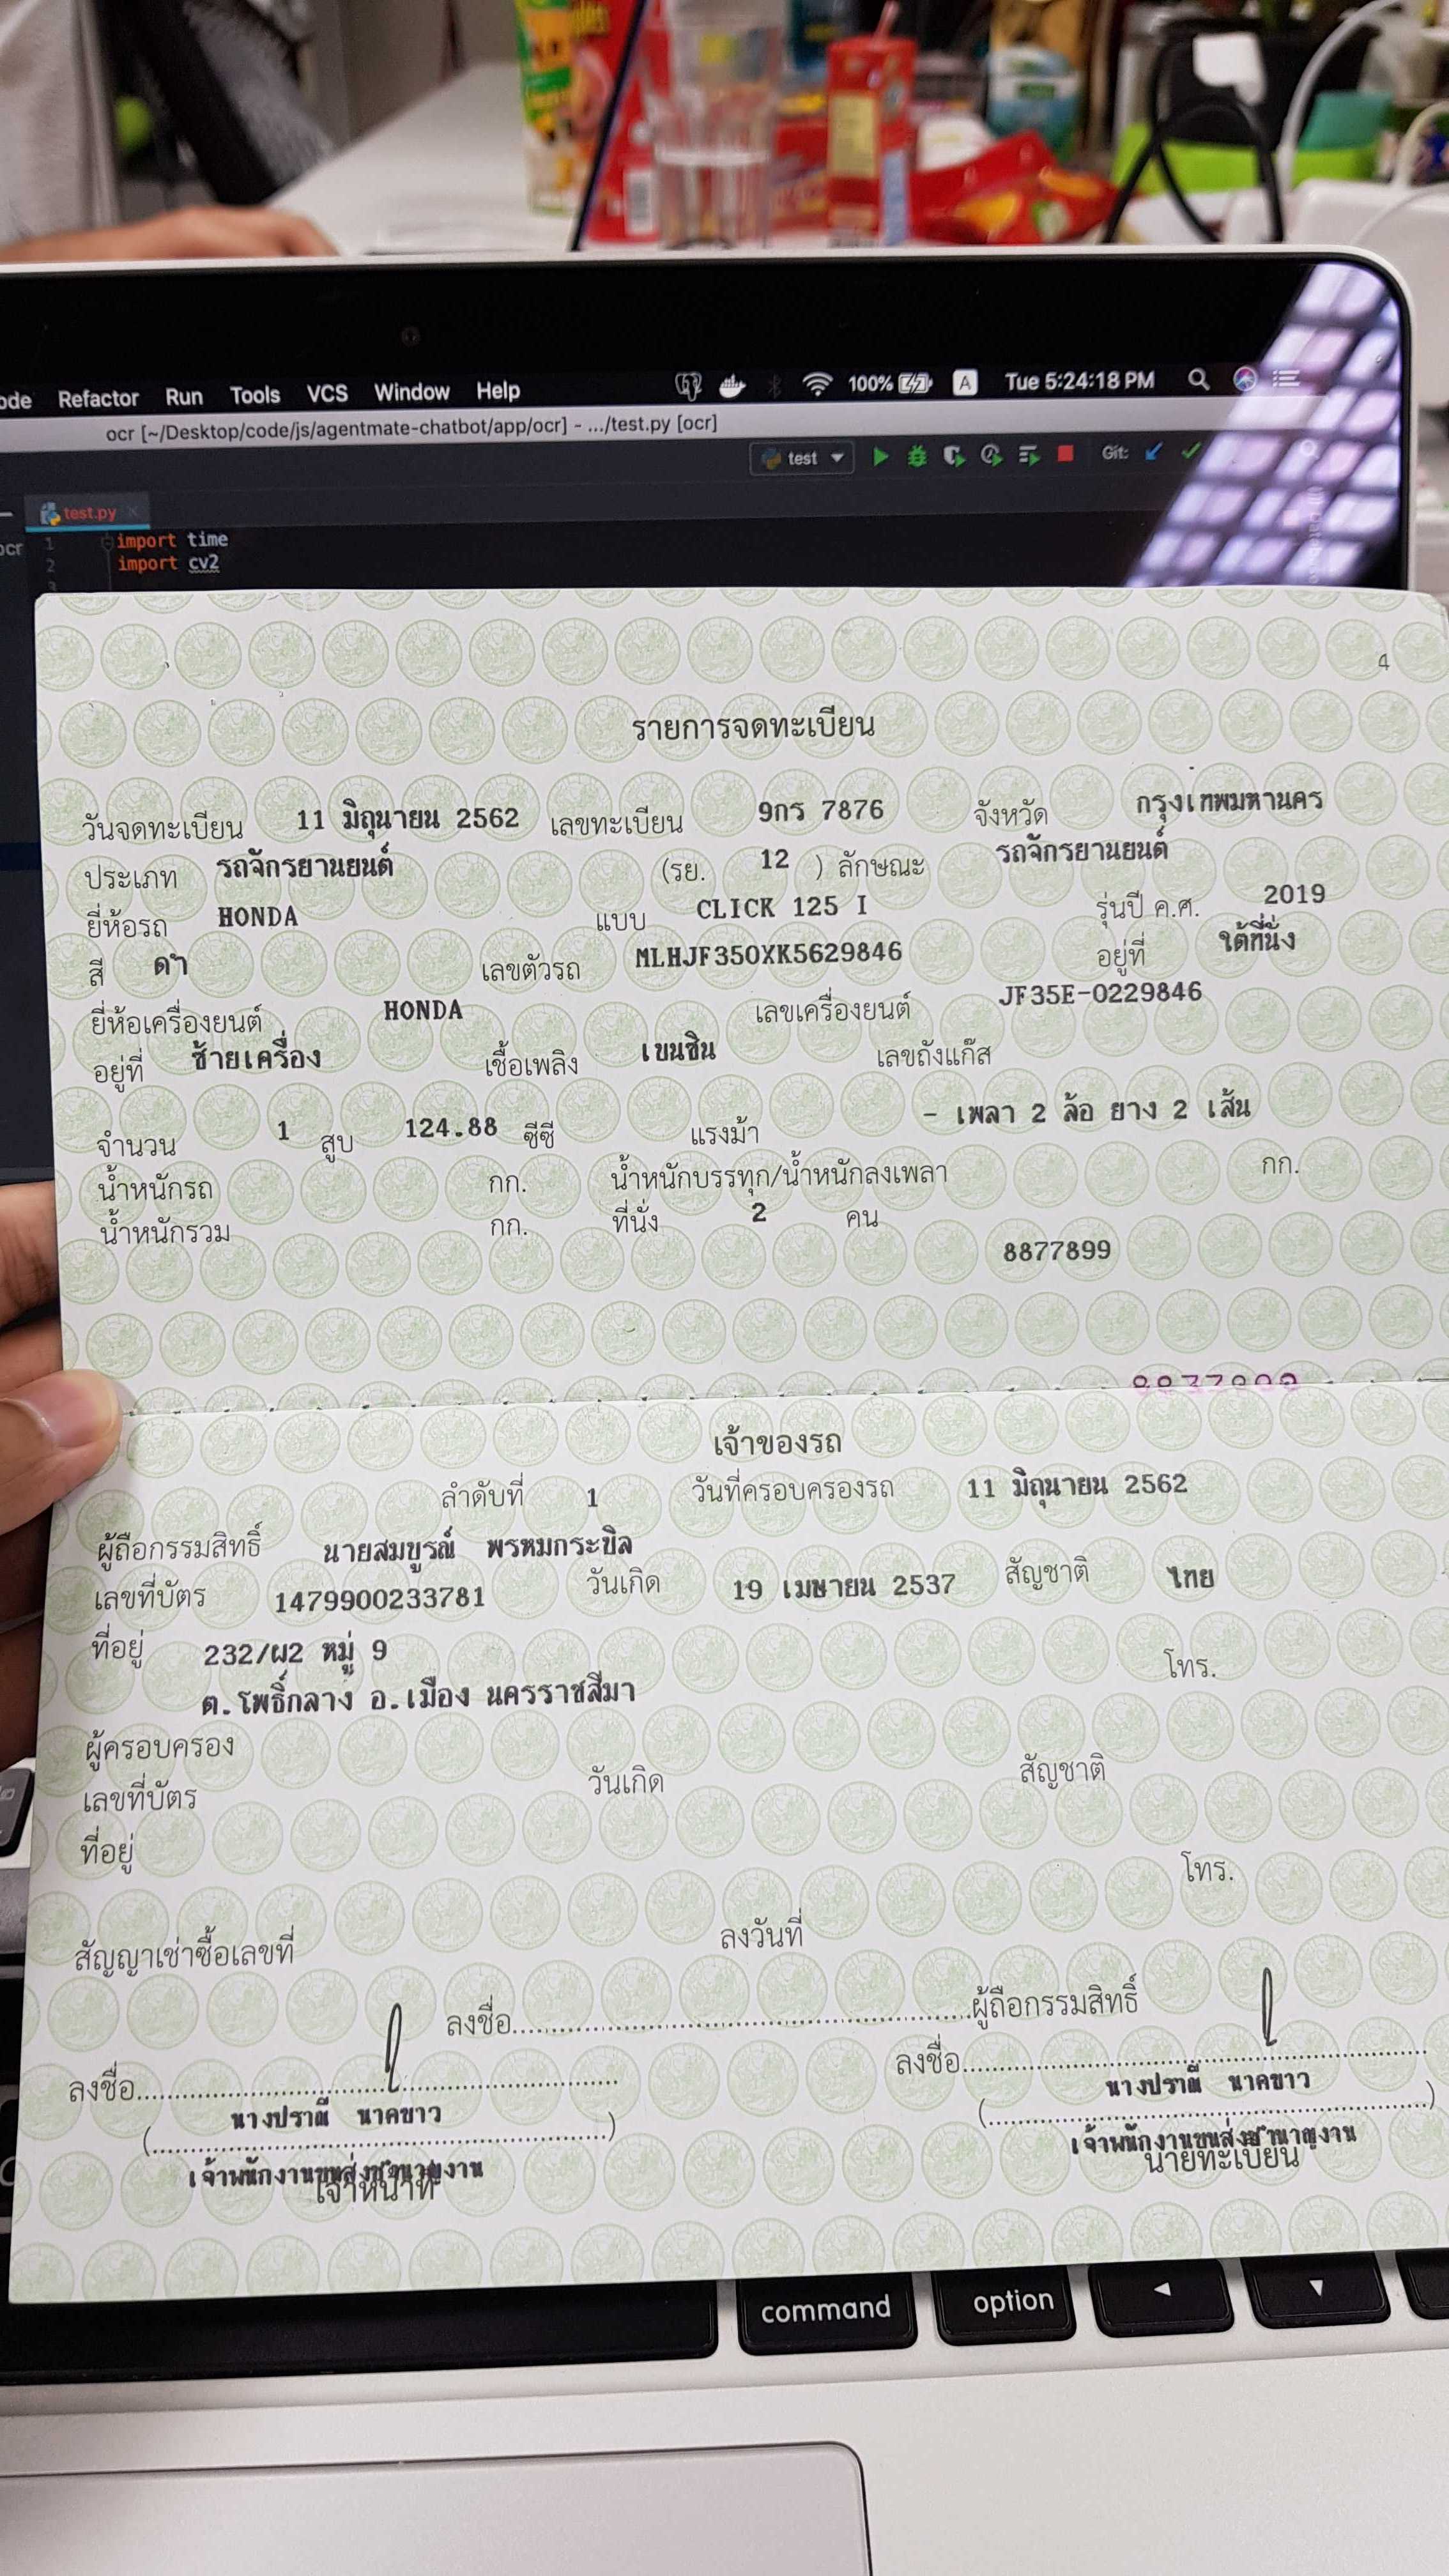 ode Refactor Run Tools VCS Window Help 100% A Tue 5:24:18 PM
ocr [~/Desktop/code/js/agentmate-chatbot/app/ocr] - .../test.py [ocr]
test Git:
test.py
ocr 1 import time
2 import cv2
3
4
รายการจดทะเบียน
วันจดทะเบียน 11 มิถุนายน 2562 เลขทะเบียน 9กร 7876 จังหวัด กรุงเทพมหานคร
ประเภท รถจักรยานยนต์ (รย. 12 ) ลักษณะ รถจักรยานยนต์
ยี่ห้อรถ HONDA แบบ CLICK 125 I รุ่นปี ค.ศ. 2019
สี ดำ เลขตัวรถ MLHJF350XK5629846 อยู่ที่ ใต้ที่นั่ง
ยี่ห้อเครื่องยนต์ HONDA เลขเครื่องยนต์ JF35E-0229846
อยู่ที่ ซ้ายเครื่อง เชื้อเพลิง เบนซิน เลขถังแก๊ส
จำนวน 1 สูบ 124.88 ซีซี แรงม้า - เพลา 2 ล้อ ยาง 2 เส้น
น้ำหนักรถ กก. น้ำหนักบรรทุก/น้ำหนักลงเพลา กก.
น้ำหนักรวม กก. ที่นั่ง 2 คน
8877899
เจ้าของรถ
ลำดับที่ 1 วันที่ครอบครองรถ 11 มิถุนายน 2562
ผู้ถือกรรมสิทธิ์ นายสมบูรณ์ พรหมกระซิล
เลขที่บัตร 1479900233781 วันเกิด 19 เมษายน 2537 สัญชาติ ไทย
ที่อยู่ 232/ผ2 หมู่ 9
ต.โพธิ์กลาง อ.เมือง นครราชสีมา โทร.
ผู้ครอบครอง
เลขที่บัตร วันเกิด สัญชาติ
ที่อยู่
โทร.
สัญญาเช่าซื้อเลขที่ ลงวันที่
ลงชื่อ ผู้ถือกรรมสิทธิ์
ลงชื่อ ลงชื่อ
นางปราณี นาคขาว นางปราณี นาคขาว
เจ้าพนักงานขนส่งชำนาญงาน เจ้าพนักงานขนส่งชำนาญงาน
เจ้าหน้าที่ นายทะเบียน
command option